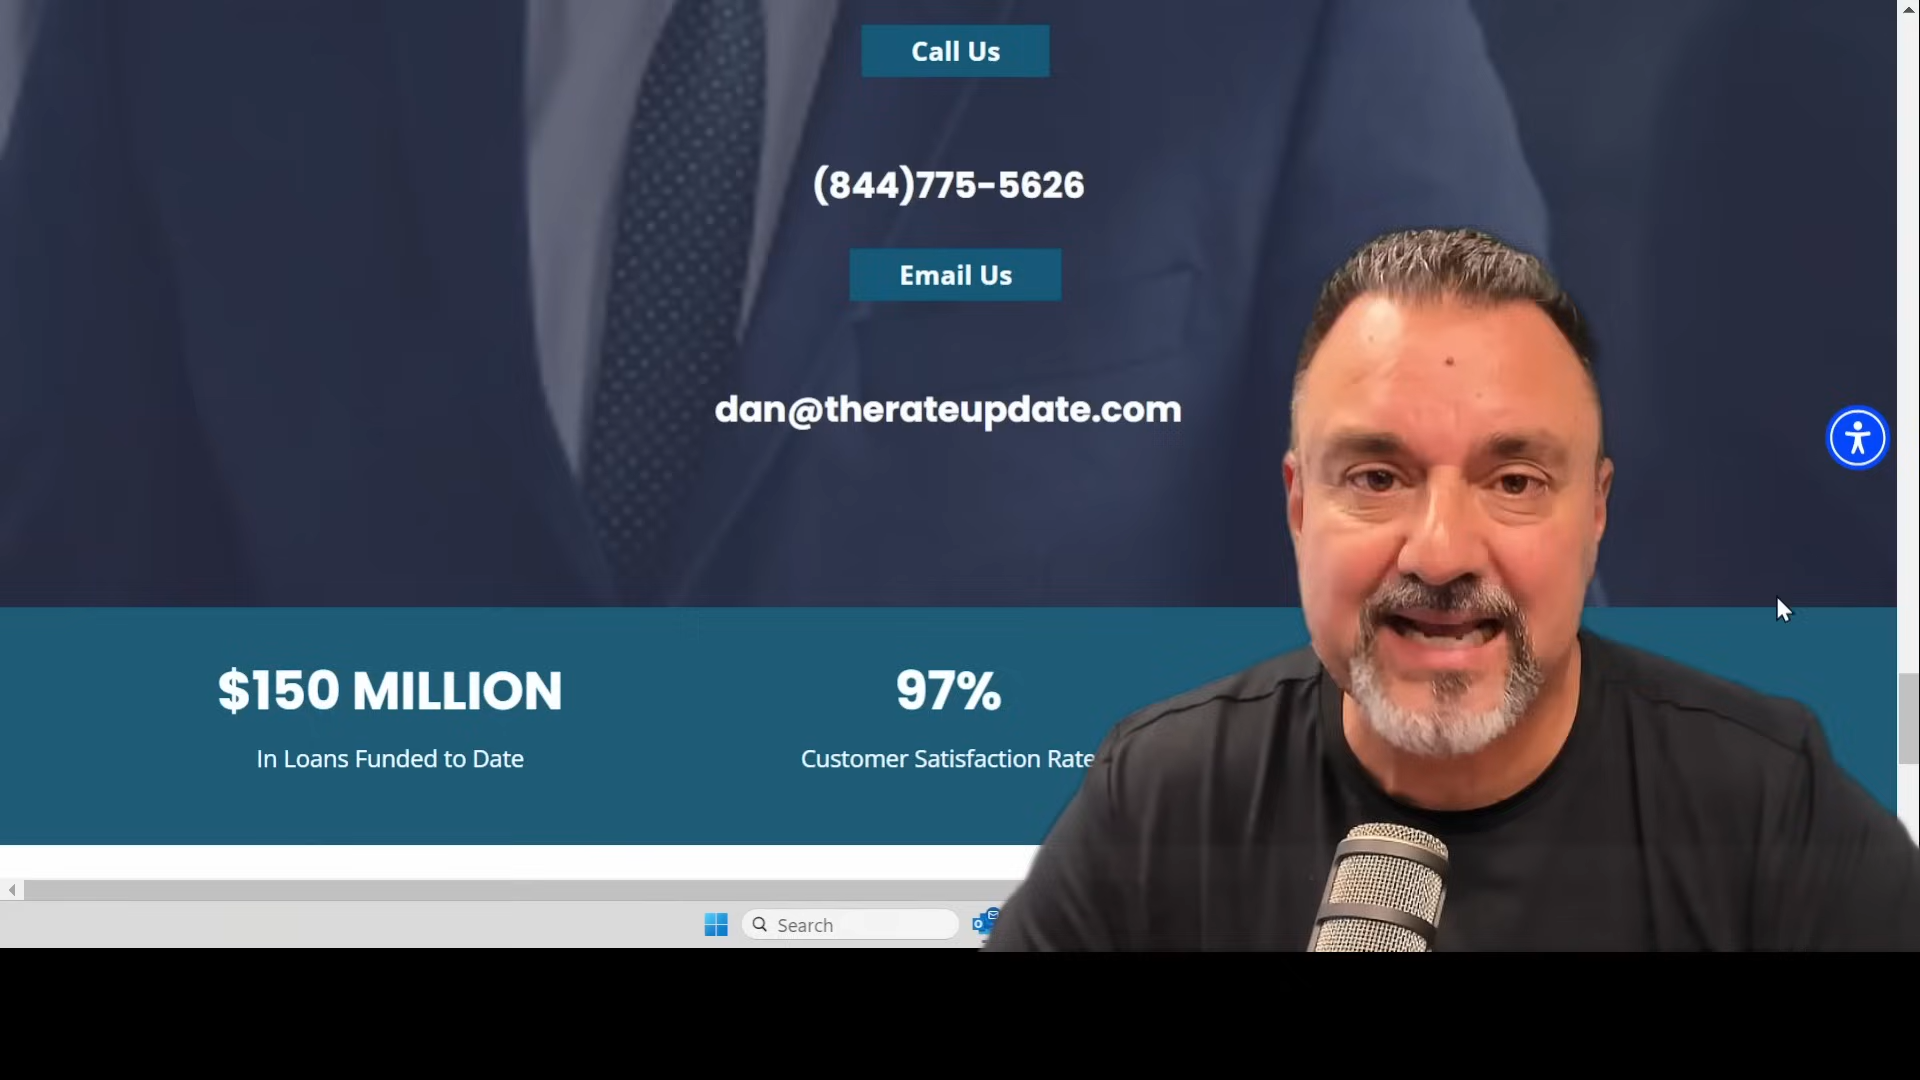 Call Us
(844)775-5626
Email Us
dan@therateupdate.com
$150 MILLION
97%
In Loans Funded to Date
Customer Satisfaction Rate
Search